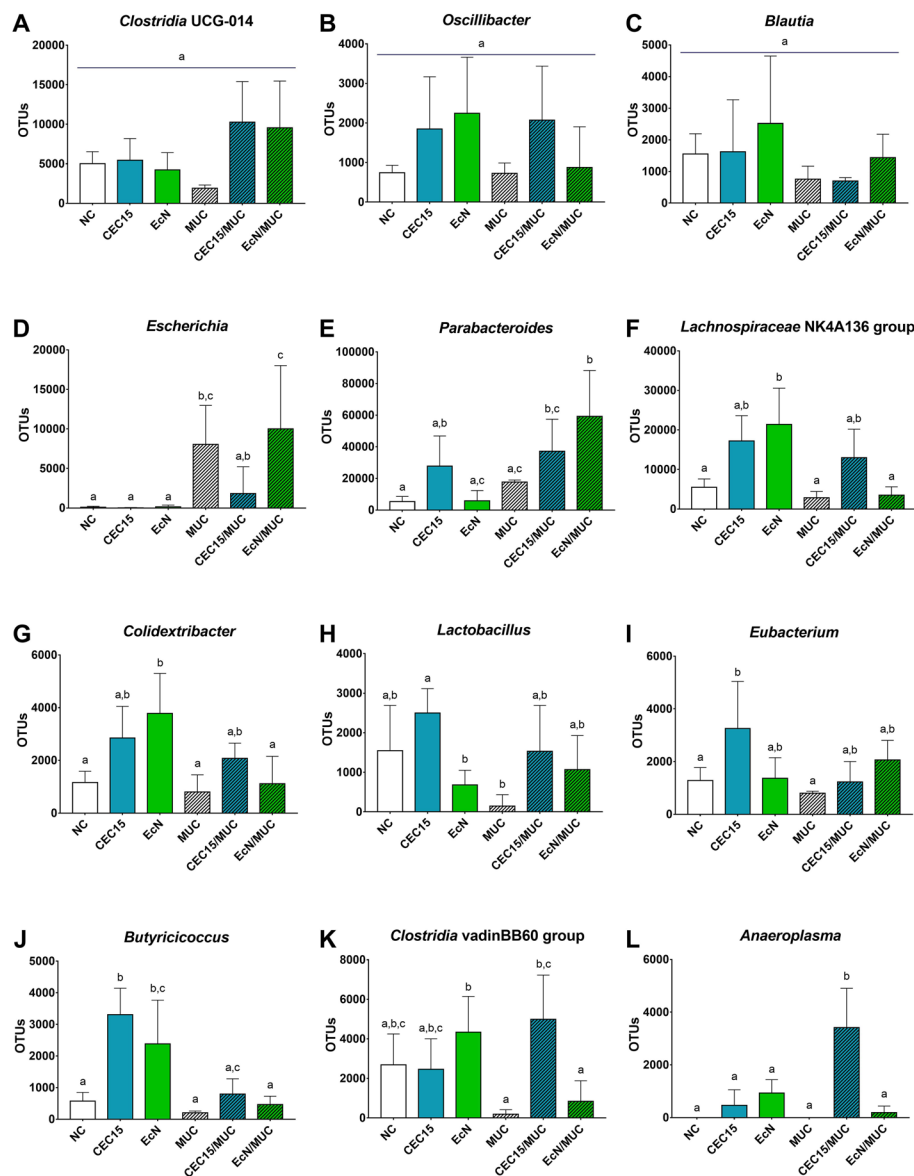 A Clostridia UCG-014
a
OTUs
20000
15000
10000
5000
0
NC CEC15 EcN MUC CEC15/MUC EcN/MUC
B Oscillibacter
a
OTUs
4000
3000
2000
1000
0
NC CEC15 EcN MUC CEC15/MUC EcN/MUC
C Blautia
a
OTUs
5000
4000
3000
2000
1000
0
NC CEC15 EcN MUC CEC15/MUC EcN/MUC
D Escherichia
OTUs
20000
15000
10000
5000
0
a a a b,c a,b c
NC CEC15 EcN MUC CEC15/MUC EcN/MUC
E Parabacteroides
OTUs
100000
80000
60000
40000
20000
0
a a,b a,c a,c b,c b
NC CEC15 EcN MUC CEC15/MUC EcN/MUC
F Lachnospiraceae NK4A136 group
OTUs
40000
30000
20000
10000
0
a a,b b a a,b a
NC CEC15 EcN MUC CEC15/MUC EcN/MUC
G Colidextribacter
OTUs
6000
4000
2000
0
a a,b b a a,b a
NC CEC15 EcN MUC CEC15/MUC EcN/MUC
H Lactobacillus
OTUs
4000
3000
2000
1000
0
a,b a b b a,b a,b
NC CEC15 EcN MUC CEC15/MUC EcN/MUC
I Eubacterium
OTUs
6000
4000
2000
0
a b a,b a a,b a,b
NC CEC15 EcN MUC CEC15/MUC EcN/MUC
J Butyricicoccus
OTUs
5000
4000
3000
2000
1000
0
a b b,c a a,c a
NC CEC15 EcN MUC CEC15/MUC EcN/MUC
K Clostridia vadinBB60 group
OTUs
8000
6000
4000
2000
0
a,b,c a,b,c b a b,c a
NC CEC15 EcN MUC CEC15/MUC EcN/MUC
L Anaeroplasma
OTUs
6000
4000
2000
0
a a a a b a
NC CEC15 EcN MUC CEC15/MUC EcN/MUC